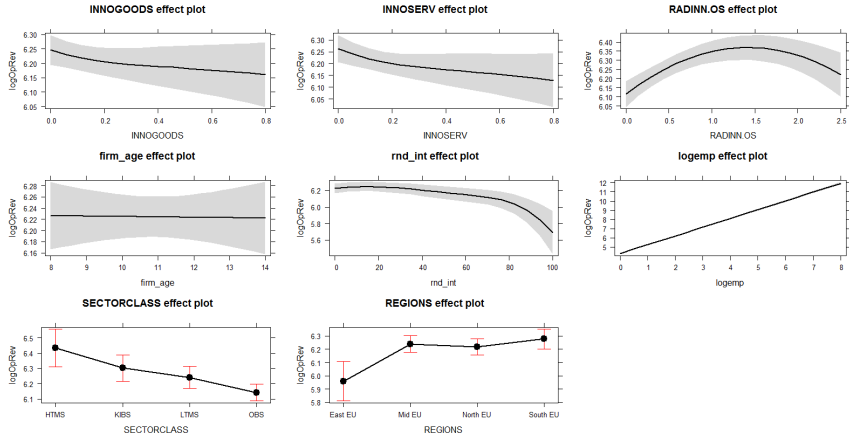 INNOGOODS effect plot
logOpRev
6.30
6.25
6.20
6.15
6.10
6.05
0.0 0.2 0.4 0.6 0.8
INNOGOODS
INNOSERV effect plot
logOpRev
6.30
6.25
6.20
6.15
6.10
6.05
0.0 0.2 0.4 0.6 0.8
INNOSERV
RADINN.OS effect plot
logOpRev
6.40
6.35
6.30
6.25
6.20
6.15
6.10
6.05
0.0 0.5 1.0 1.5 2.0 2.5
RADINN.OS
firm_age effect plot
logOpRev
6.28
6.26
6.24
6.22
6.20
6.18
6.16
8 9 10 11 12 13 14
firm_age
rnd_int effect plot
logOpRev
6.2
6.0
5.8
5.6
0 20 40 60 80 100
rnd_int
logemp effect plot
logOpRev
12
11
10
9
8
7
6
5
0 1 2 3 4 5 6 7 8
logemp
SECTORCLASS effect plot
logOpRev
6.5
6.4
6.3
6.2
6.1
HTMS KIBS LTMS OBS
SECTORCLASS
REGIONS effect plot
logOpRev
6.3
6.2
6.1
6.0
5.9
5.8
East EU Mid EU North EU South EU
REGIONS